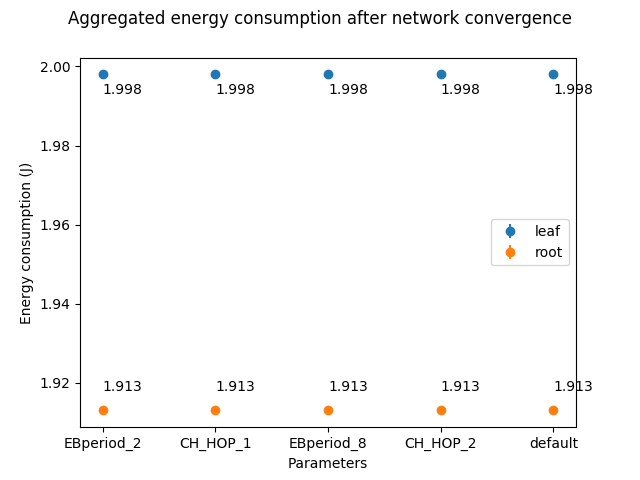 Aggregated energy consumption after network convergence
2.00
1.998 1.998 1.998 1.998 1.998
1.98
1.96
leaf
root
1.94
1.92
1.913 1.913 1.913 1.913 1.913
Energy consumption (J)
EBperiod_2 CH_HOP_1 EBperiod_8 CH_HOP_2 default
Parameters